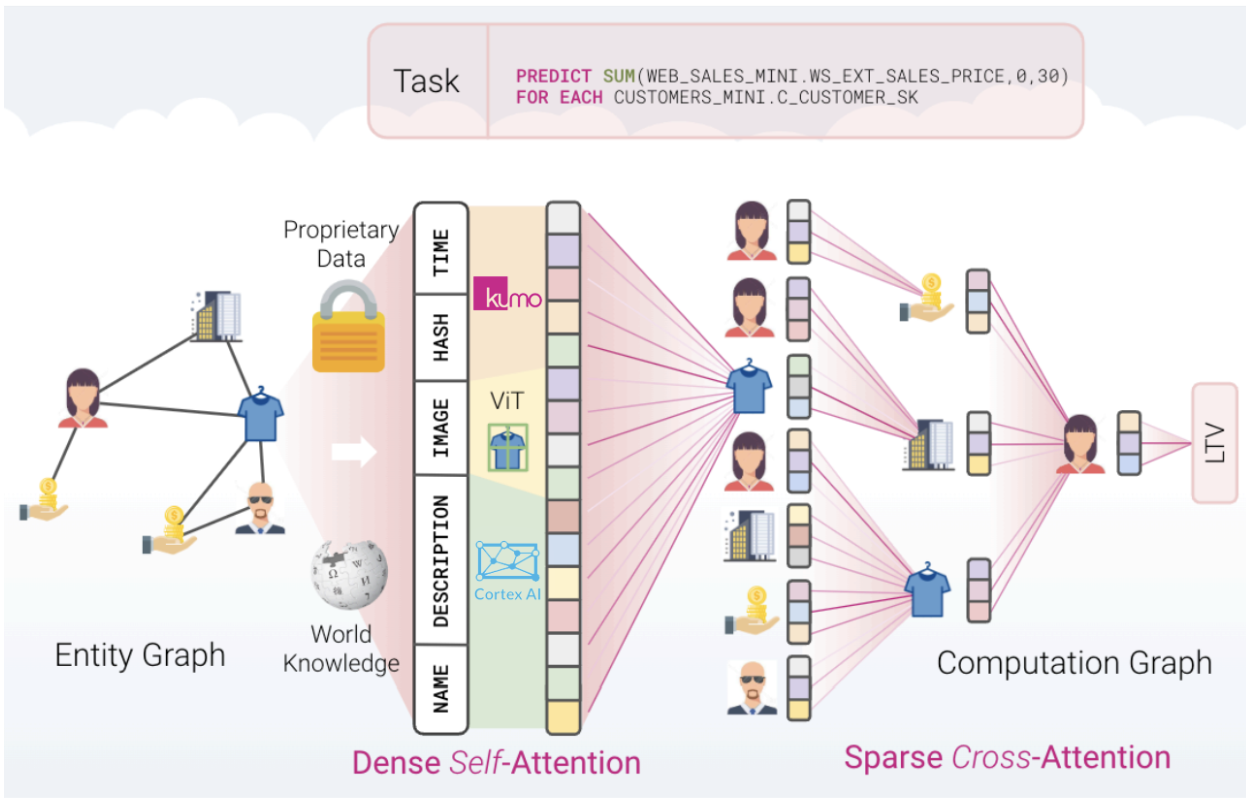 Task
PREDICT SUM(WEB_SALES_MINI.WS_EXT_SALES_PRICE,0,30)
FOR EACH CUSTOMERS_MINI.C_CUSTOMER_SK
Proprietary
Data
TIME
HASH
IMAGE
DESCRIPTION
NAME
kumo
ViT
Cortex AI
World
Knowledge
Entity Graph
Dense Self-Attention
LTV
Computation Graph
Sparse Cross-Attention